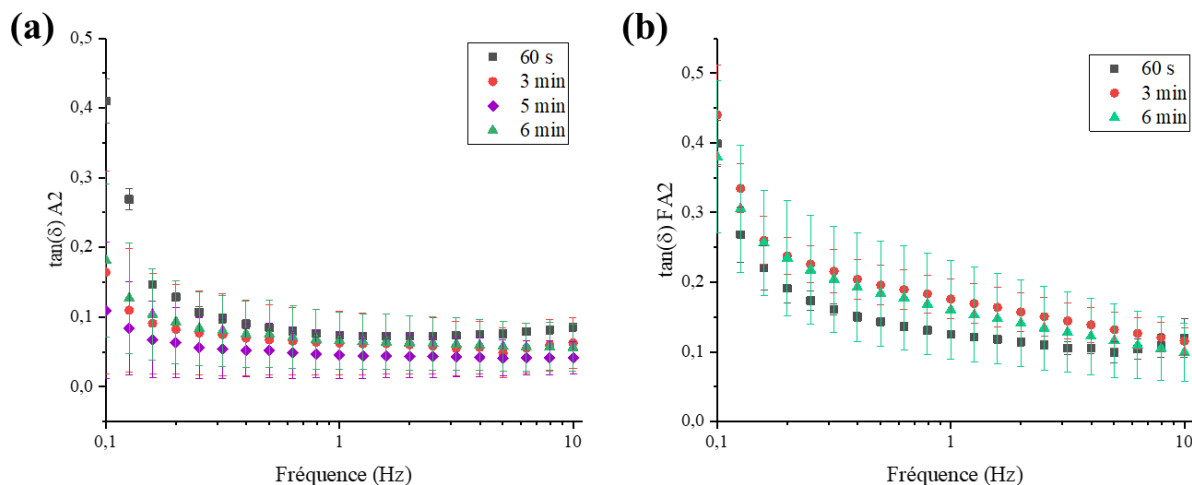 (a)
0,5
0,4
0,3
0,2
0,1
0,0
tan(δ) A2
60 s
3 min
5 min
6 min
0,1
1
10
Fréquence (Hz)
(b)
0,5
0,4
0,3
0,2
0,1
0,0
tan(δ) FA2
60 s
3 min
6 min
0,1
1
10
Fréquence (Hz)